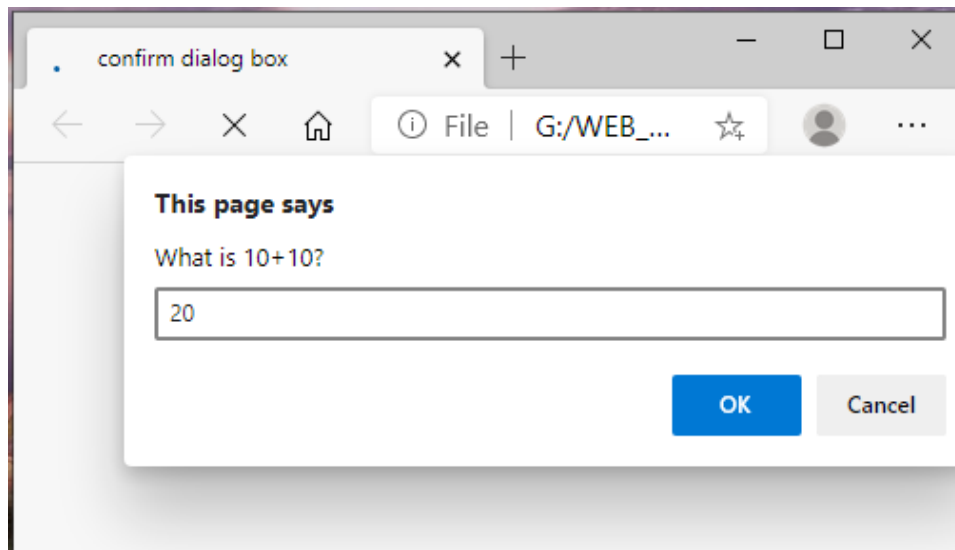 confirm dialog box
File | G:/WEB_...
This page says
What is 10+10?
20
OK Cancel